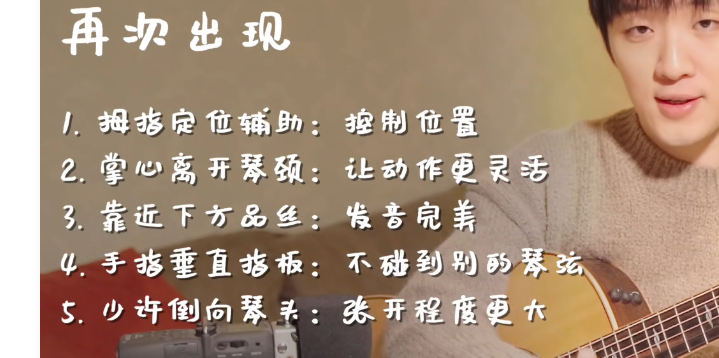 再次出现
1. 拇指定位辅助：控制位置
2. 掌心离开琴颈：让动作更灵活
3. 靠近下方品丝：发音完美
4. 手指垂直指板：不碰到别的琴弦
5. 少许倒向琴头：张开程度更大